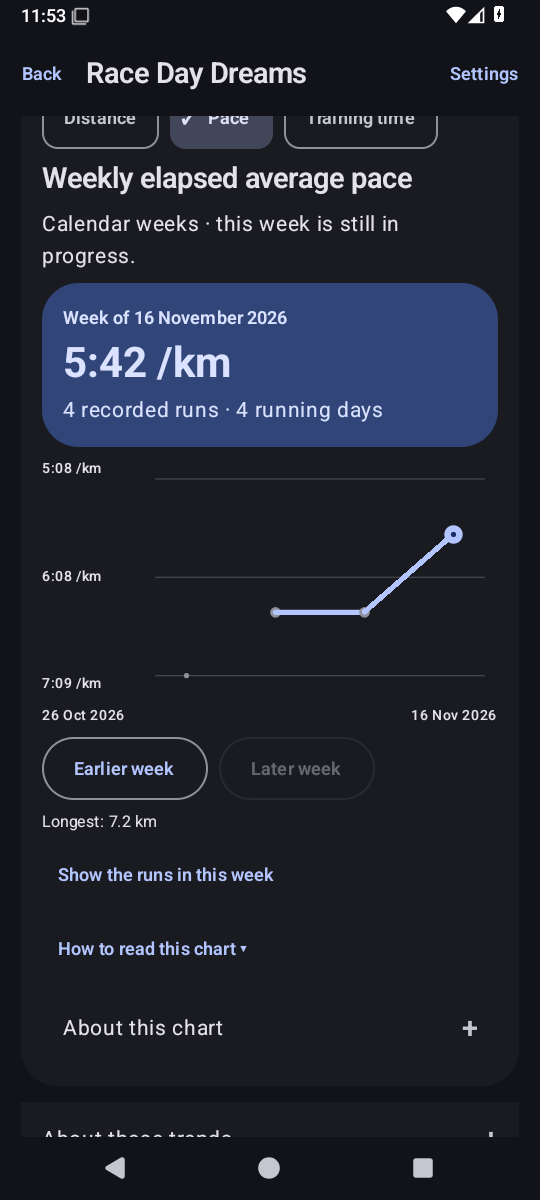 11:53
Back Race Day Dreams Settings
Distance ✓ Pace Training time
Weekly elapsed average pace
Calendar weeks · this week is still in
progress.
Week of 16 November 2026
5:42 /km
4 recorded runs · 4 running days
5:08 /km
6:08 /km
7:09 /km
26 Oct 2026 16 Nov 2026
Earlier week Later week
Longest: 7.2 km
Show the runs in this week
How to read this chart ▾
About this chart +
About these trends +